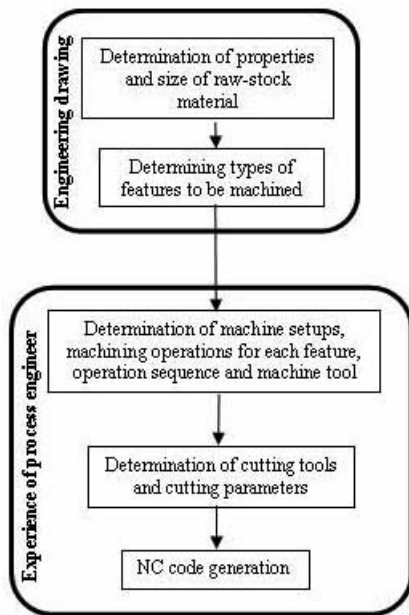 Engineering drawing
Determination of properties
and size of raw-stock
material
Determining types of
features to be machined
Experience of process engineer
Determination of machine setups,
machining operations for each feature,
operation sequence and machine tool
Determination of cutting tools
and cutting parameters
NC code generation